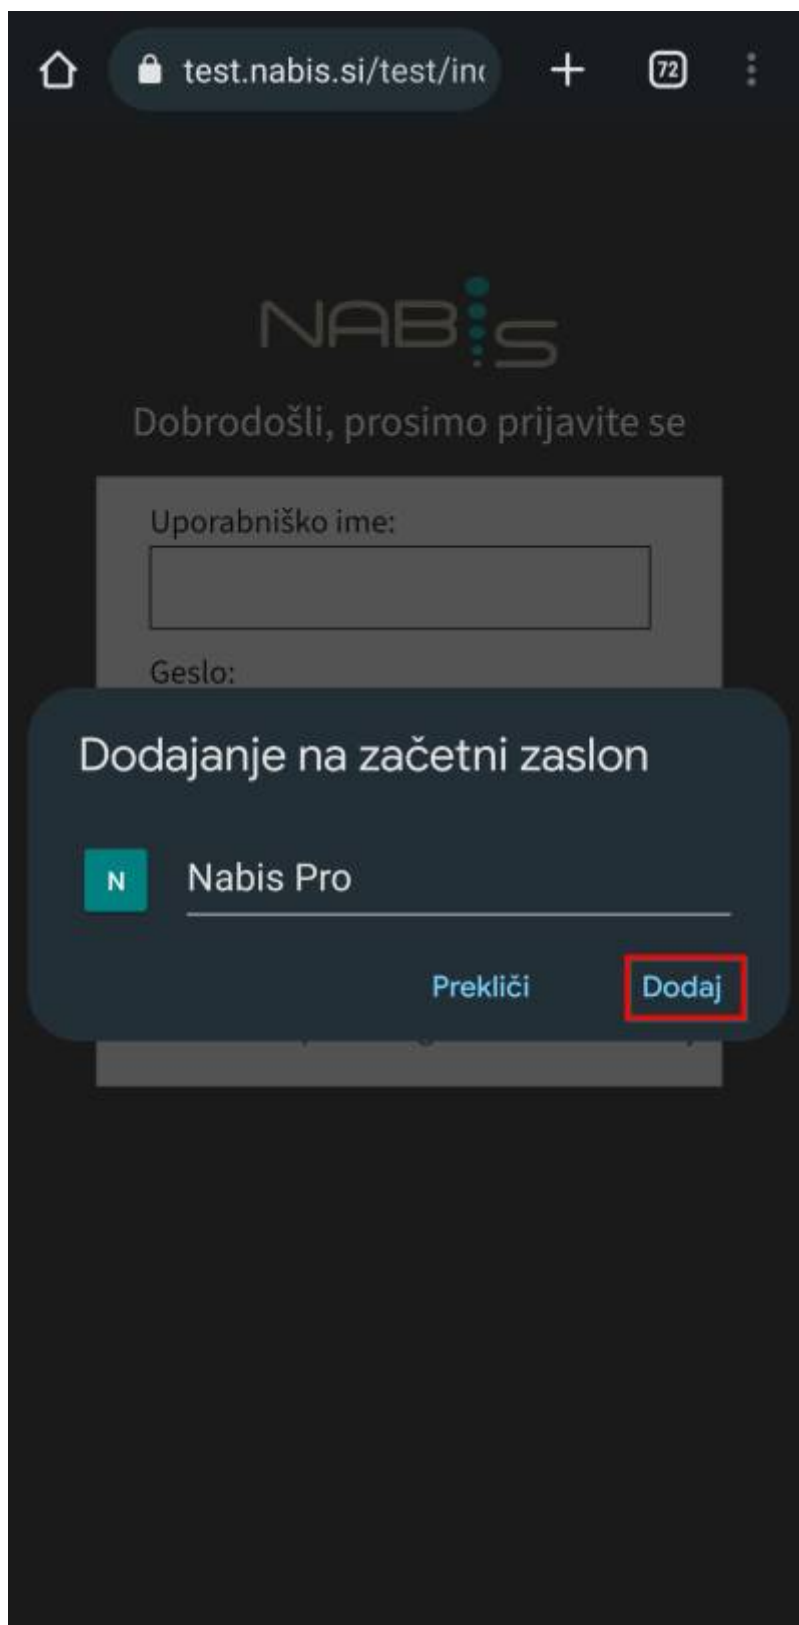 test.nabis.si/test/in
72
NABiS
Dobrodošli, prosimo prijavite se
Uporabniško ime:
Geslo:
Dodajanje na začetni zaslon
N
Nabis Pro
Prekliči
Dodaj